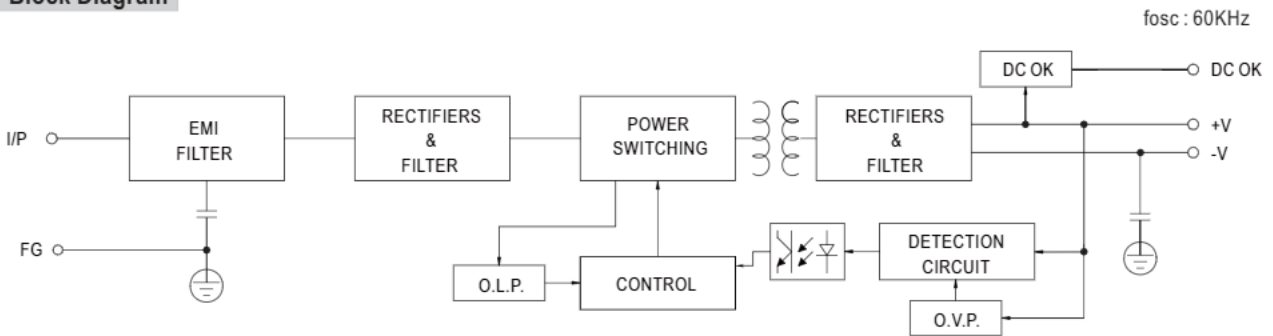 Block Diagram
fosc : 60KHz
DC OK
DC OK
I/P
EMI
FILTER
RECTIFIERS
&
FILTER
POWER
SWITCHING
RECTIFIERS
&
FILTER
+V
-V
FG
O.L.P.
CONTROL
DETECTION
CIRCUIT
O.V.P.